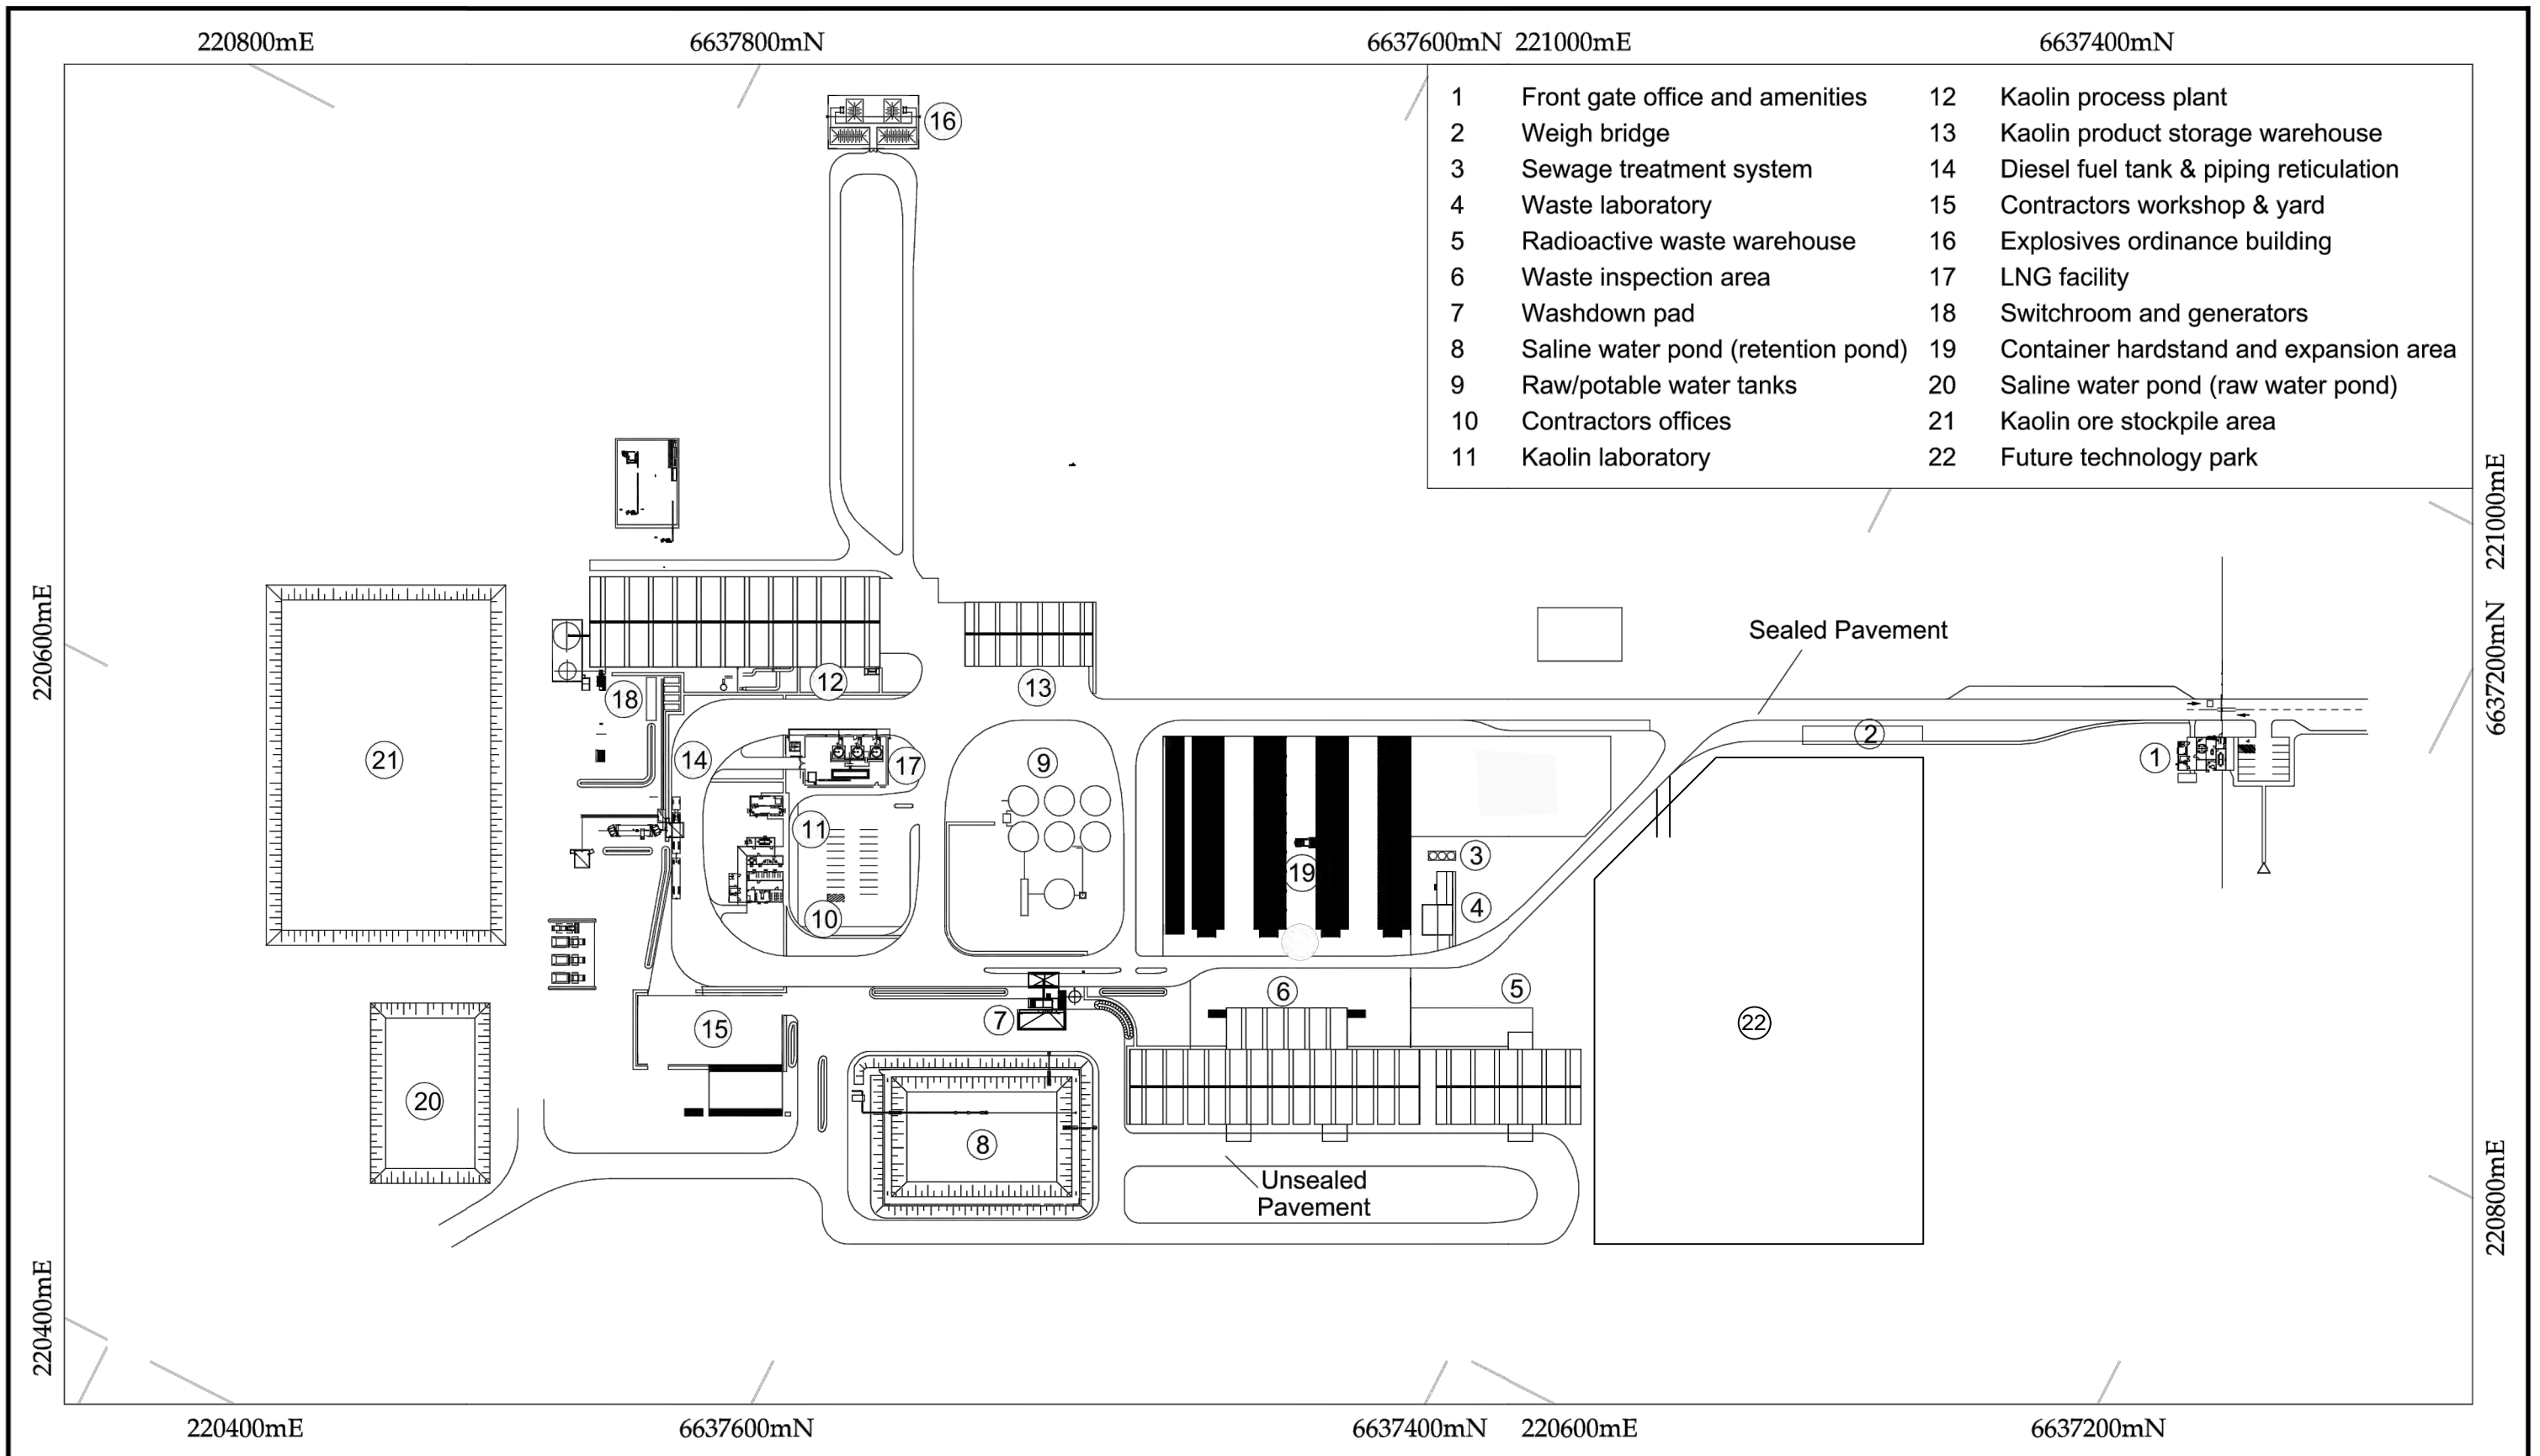 220800mE 6637800mN 6637600mN 221000mE 6637400mN
1 Front gate office and amenities
2 Weigh bridge
3 Sewage treatment system
4 Waste laboratory
5 Radioactive waste warehouse
6 Waste inspection area
7 Washdown pad
8 Saline water pond (retention pond)
9 Raw/potable water tanks
10 Contractors offices
11 Kaolin laboratory
12 Kaolin process plant
13 Kaolin product storage warehouse
14 Diesel fuel tank & piping reticulation
15 Contractors workshop & yard
16 Explosives ordinance building
17 LNG facility
18 Switchroom and generators
19 Container hardstand and expansion area
20 Saline water pond (raw water pond)
21 Kaolin ore stockpile area
22 Future technology park
16
221000mE
220600mE
Sealed Pavement
6637200mN
12
13
18
2
21
14
17
9
1
11
3
19
4
10
6
5
7
15
22
20
8
Unsealed
Pavement
220800mE
220400mE
220400mE 6637600mN 6637400mN 220600mE 6637200mN